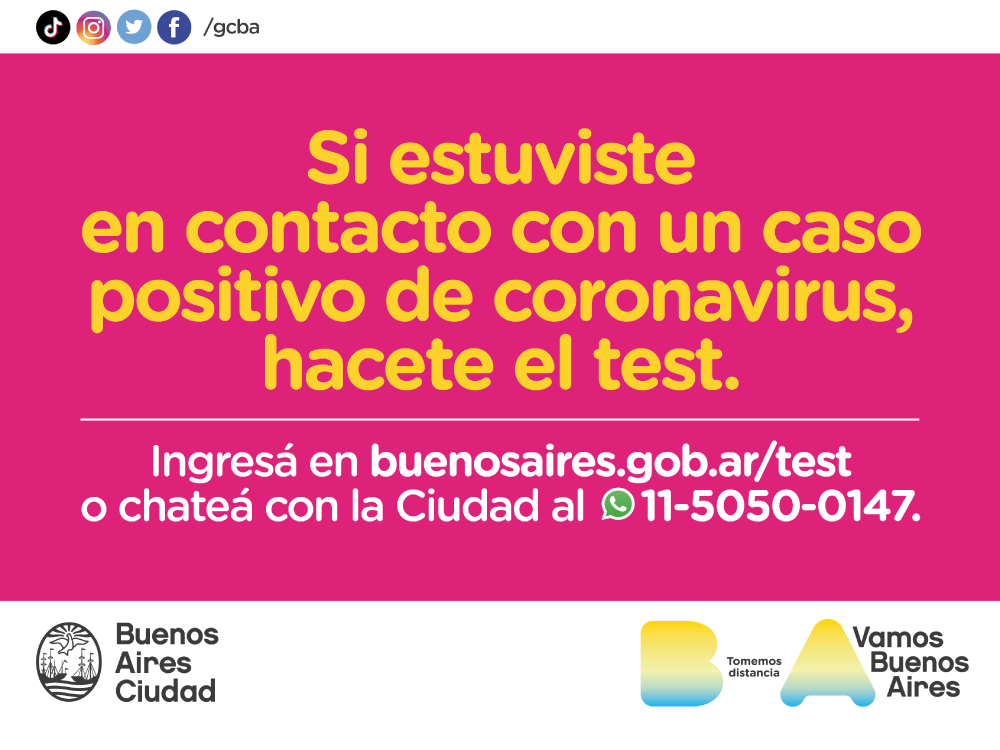 /gcba
Si estuviste
en contacto con un caso
positivo de coronavirus,
hacete el test.
Ingresá en buenosaires.gob.ar/test
o chateá con la Ciudad al 11-5050-0147.
Buenos
Aires
Ciudad
BA
Tomemos
distancia
Vamos
Buenos
Aires